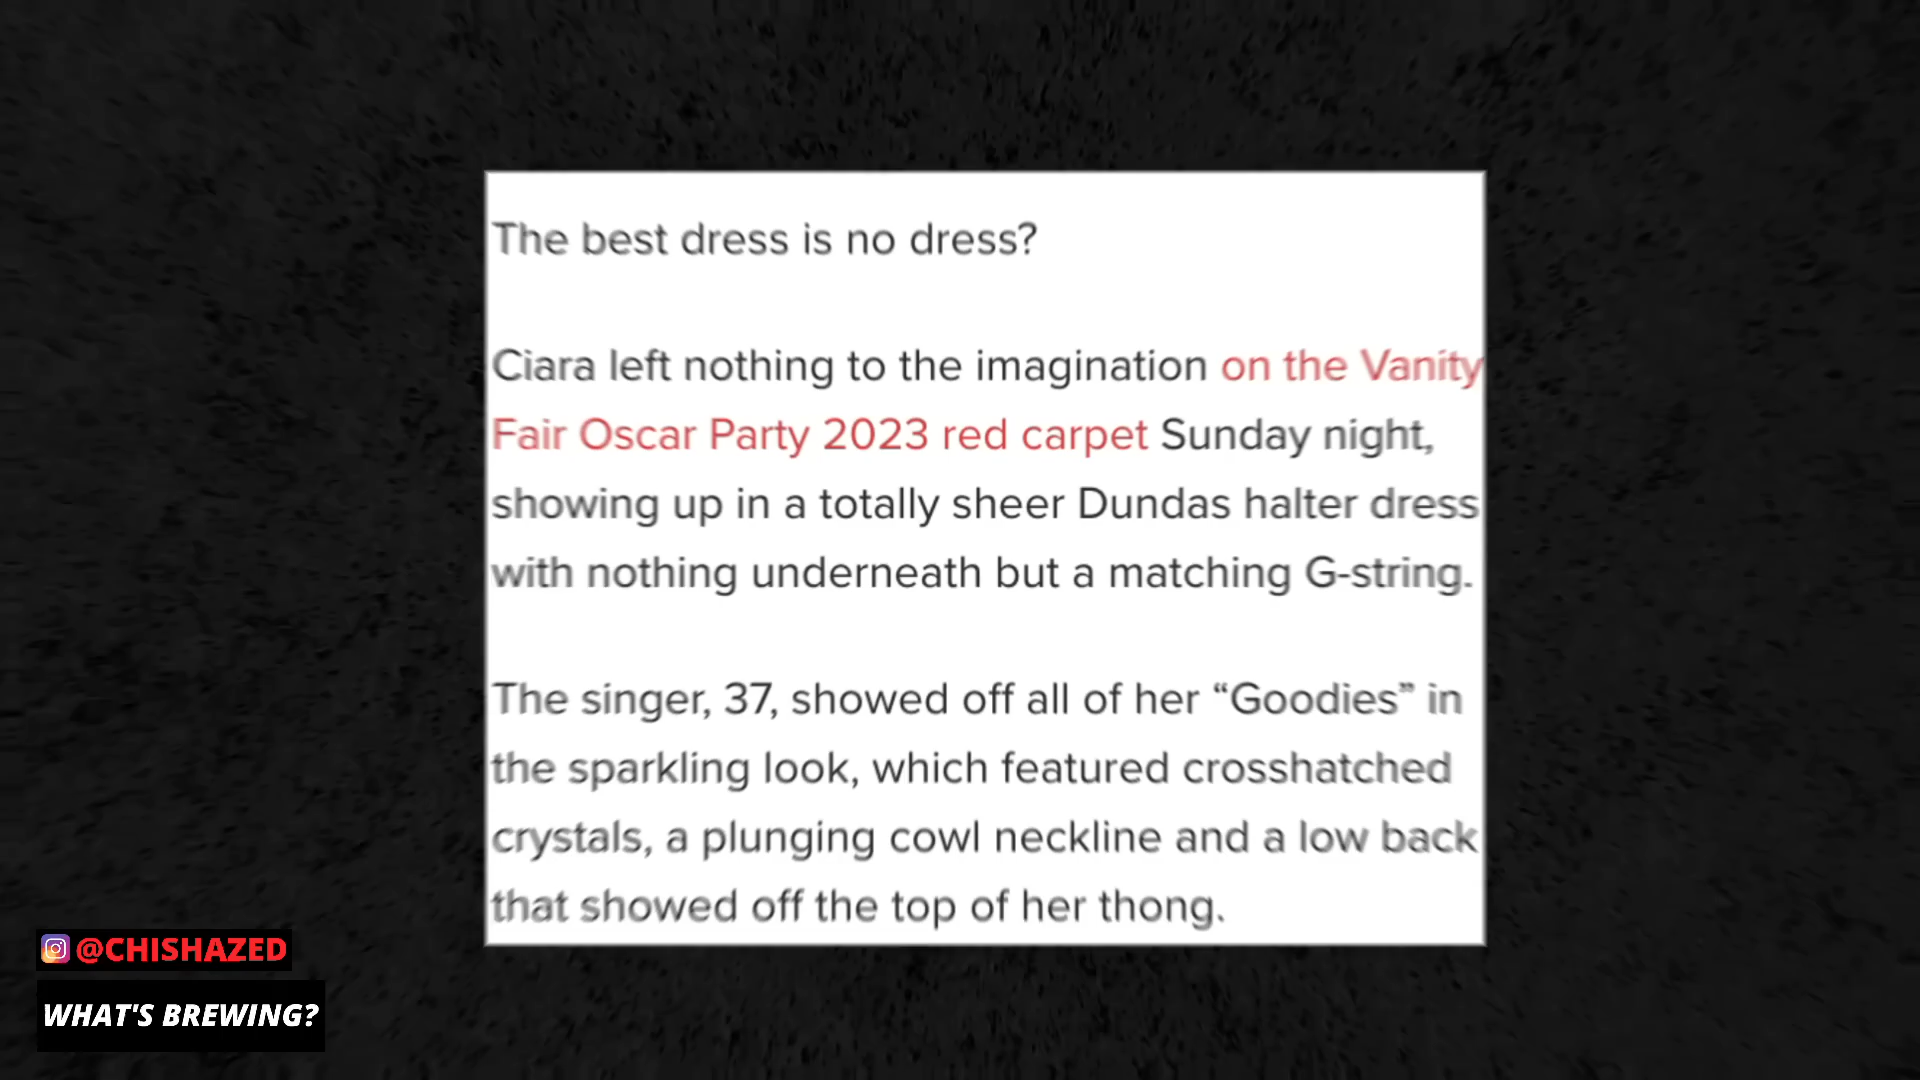 The best dress is no dress?
Ciara left nothing to the imagination on the Vanity
Fair Oscar Party 2023 red carpet Sunday night,
showing up in a totally sheer Dundas halter dress
with nothing underneath but a matching G-string.
The singer, 37, showed off all of her “Goodies” in
the sparkling look, which featured crosshatched
crystals, a plunging cowl neckline and a low back
that showed off the top of her thong.
@CHISHAZED
WHAT'S BREWING?